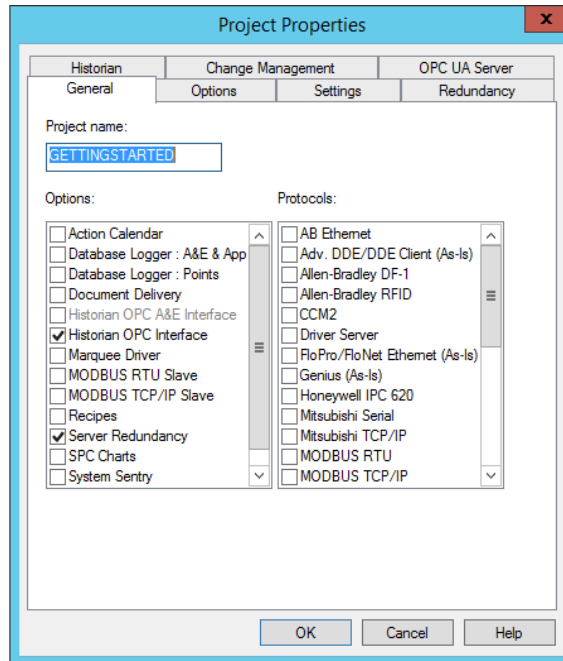 Project Properties
x
Historian Change Management OPC UA Server
General Options Settings Redundancy
Project name:
GETTINGSTARTED
Options:
Action Calendar
Database Logger : A&E & App
Database Logger : Points
Document Delivery
Historian OPC A&E Interface
Historian OPC Interface
Marquee Driver
MODBUS RTU Slave
MODBUS TCP/IP Slave
Recipes
Server Redundancy
SPC Charts
System Sentry
Protocols:
AB Ethernet
Adv. DDE/DDE Client (As-Is)
Allen-Bradley DF-1
Allen-Bradley RFID
CCM2
Driver Server
FloPro/FloNet Ethernet (As-Is)
Genius (As-Is)
Honeywell IPC 620
Mitsubishi Serial
Mitsubishi TCP/IP
MODBUS RTU
MODBUS TCP/IP
OK Cancel Help